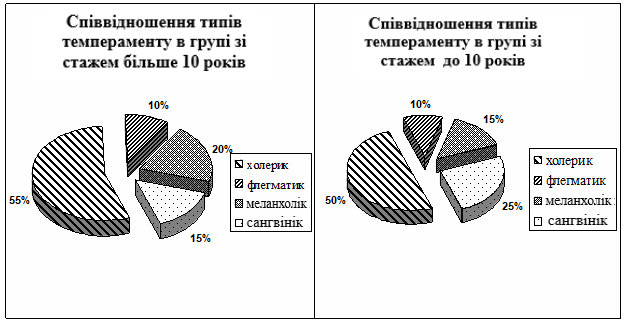 Співвідношення типів
темпераменту в групі зі
стажем більше 10 років
10%
20%
15%
55%
холерик
флегматик
меланхолік
сангвінік
Співвідношення типів
темпераменту в групі зі
стажем до 10 років
10%
15%
25%
50%
холерик
флегматик
меланхолік
сангвінік